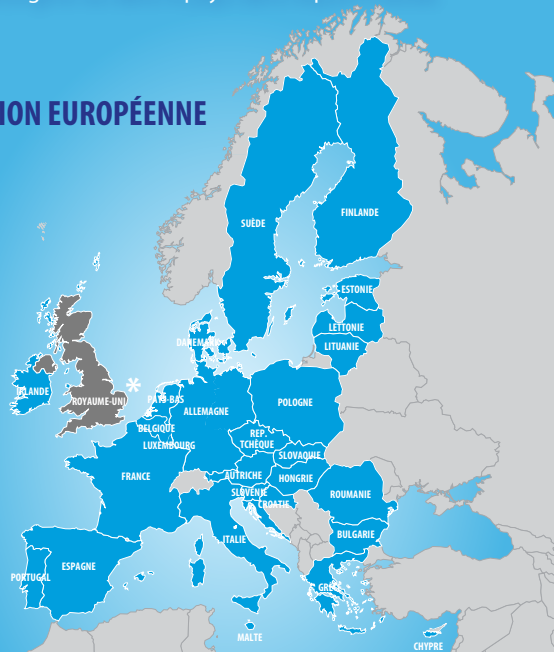 ION EUROPÉENNE
SUÈDE
FINLANDE
ESTONIE
LETTONIE
LITUANIE
DANEMARK
IRLANDE
ROYAUME-UNI
*
PAYS-BAS
ALLEMAGNE
POLOGNE
BELGIQUE
LUXEMBOURG
REP.
TCHÈQUE
SLOVAQUIE
FRANCE
AUTRICHE
HONGRIE
SLOVÉNIE
CROATIE
ROUMANIE
ITALIE
BULGARIE
PORTUGAL
ESPAGNE
GRÈCE
MALTE
CHYPRE